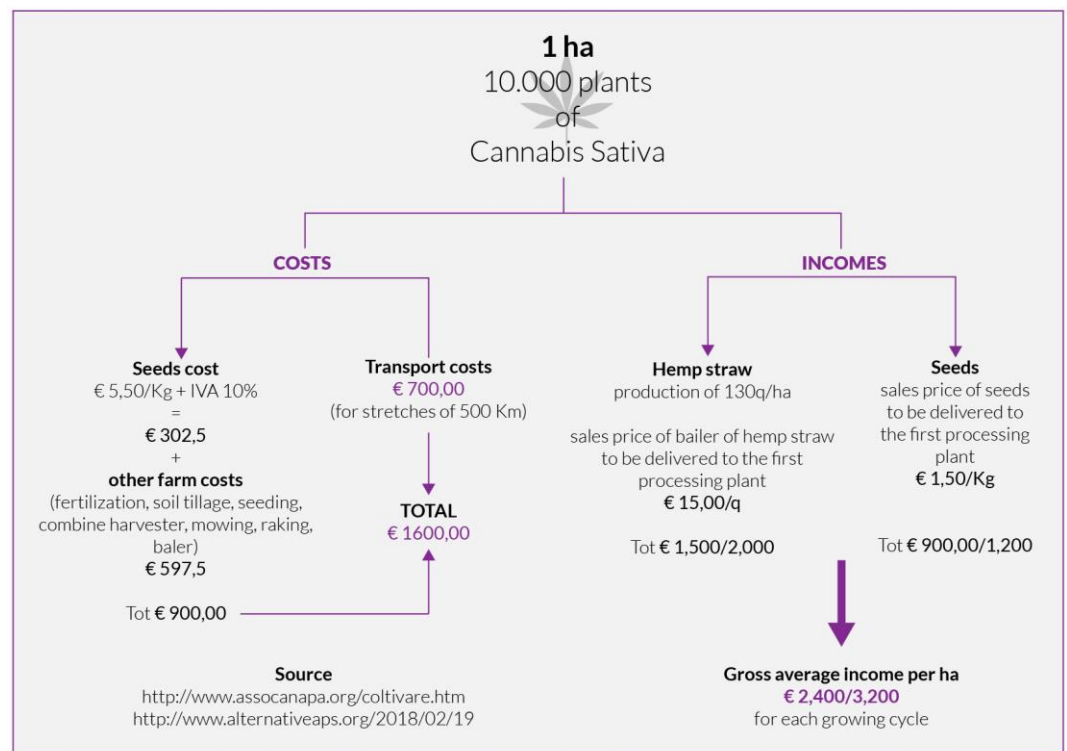 1 ha
10.000 plants
of
Cannabis Sativa
COSTS
INCOMES
Seeds cost
€ 5,50/Kg + IVA 10%
=
€ 302,5
+
other farm costs
(fertilization, soil tillage, seeding,
combine harvester, mowing, raking,
baler)
€ 597,5
Tot € 900,00
Transport costs
€ 700,00
(for stretches of 500 Km)
TOTAL
€ 1600,00
Hemp straw
production of 130q/ha
sales price of bailer of hemp straw
to be delivered to the first
processing plant
€ 15,00/q
Tot € 1,500/2,000
Seeds
sales price of seeds
to be delivered to
the first processing
plant
€ 1,50/Kg
Tot € 900,00/1,200
Source
http://www.assocanapa.org/coltivare.htm
http://www.alternativeaps.org/2018/02/19
Gross average income per ha
€ 2,400/3,200
for each growing cycle